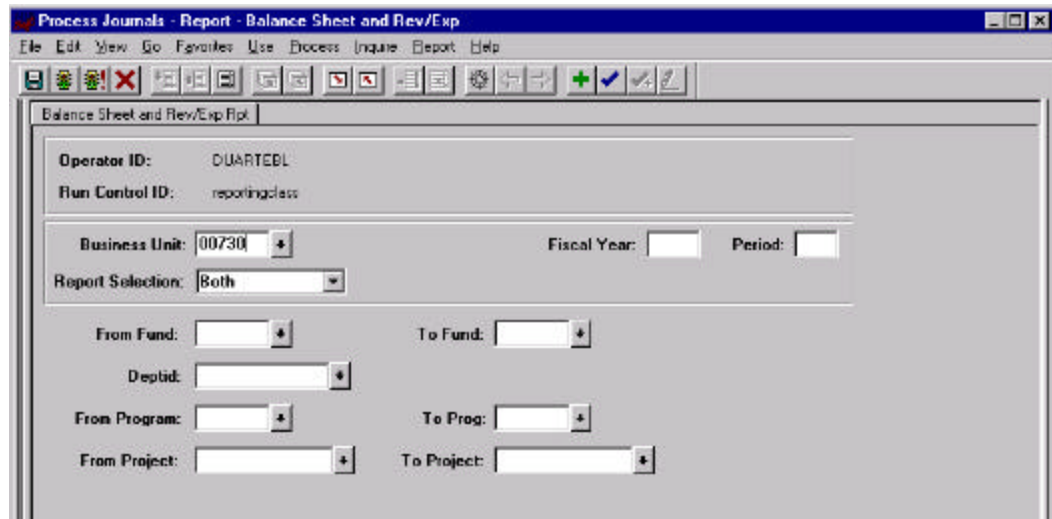 Process Journals - Report - Balance Sheet and Rev/Exp
File Edit View Go Favorites Use Process Inquire Report Help
Balance Sheet and Rev/Exp Rpt
Operator ID: DUARTEBL
Run Control ID: reportingclass
Business Unit: 00730 Fiscal Year: Period:
Report Selection: Both
From Fund: To Fund:
Deptid:
From Program: To Prog:
From Project: To Project: